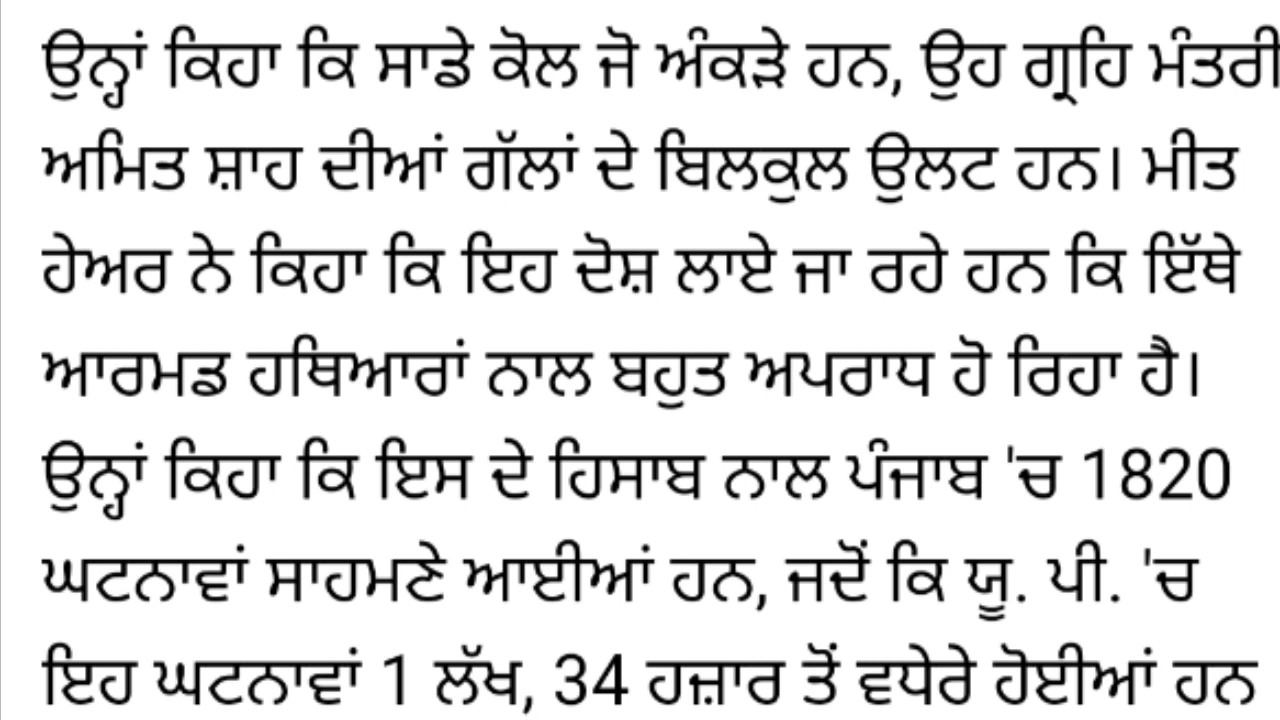 ਉਨ੍ਹਾਂ ਕਿਹਾ ਕਿ ਸਾਡੇ ਕੋਲ ਜੋ ਅੰਕੜੇ ਹਨ, ਉਹ ਗ੍ਰਹਿ ਮੰਤਰੀ
ਅਮਿਤ ਸ਼ਾਹ ਦੀਆਂ ਗੱਲਾਂ ਦੇ ਬਿਲਕੁਲ ਉਲਟ ਹਨ। ਮੀਤ
ਹੇਅਰ ਨੇ ਕਿਹਾ ਕਿ ਇਹ ਦੋਸ਼ ਲਾਏ ਜਾ ਰਹੇ ਹਨ ਕਿ ਇੱਥੇ
ਆਰਮਡ ਹਥਿਆਰਾਂ ਨਾਲ ਬਹੁਤ ਅਪਰਾਧ ਹੋ ਰਿਹਾ ਹੈ।
ਉਨ੍ਹਾਂ ਕਿਹਾ ਕਿ ਇਸ ਦੇ ਹਿਸਾਬ ਨਾਲ ਪੰਜਾਬ 'ਚ 1820
ਘਟਨਾਵਾਂ ਸਾਹਮਣੇ ਆਈਆਂ ਹਨ, ਜਦੋਂ ਕਿ ਯੂ. ਪੀ. 'ਚ
ਇਹ ਘਟਨਾਵਾਂ 1 ਲੱਖ, 34 ਹਜ਼ਾਰ ਤੋਂ ਵਧੇਰੇ ਹੋਈਆਂ ਹਨ